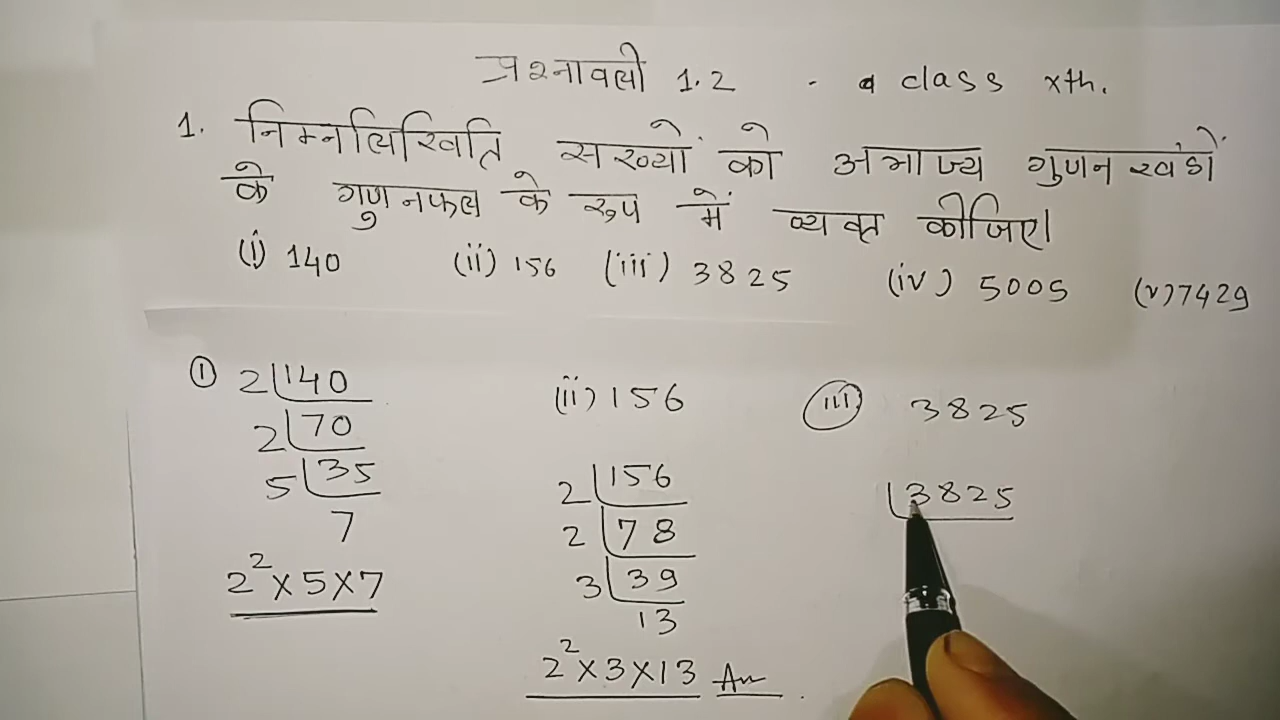 प्रश्नावली 1.2 class xth.
1. निम्नलिखिति सख्यों को अभाज्य गुणनखंडों
के गुणनफल के रूप में व्यक्त कीजिए।
(i) 140 (ii) 156 (iii) 3825 (iv) 5005 (v) 7429
① 2 140
2 70
5 35
7
2² × 5 × 7
(ii) 156
2 156
2 78
3 39
13
2² × 3 × 13 Ans
(iii) 3825
3825